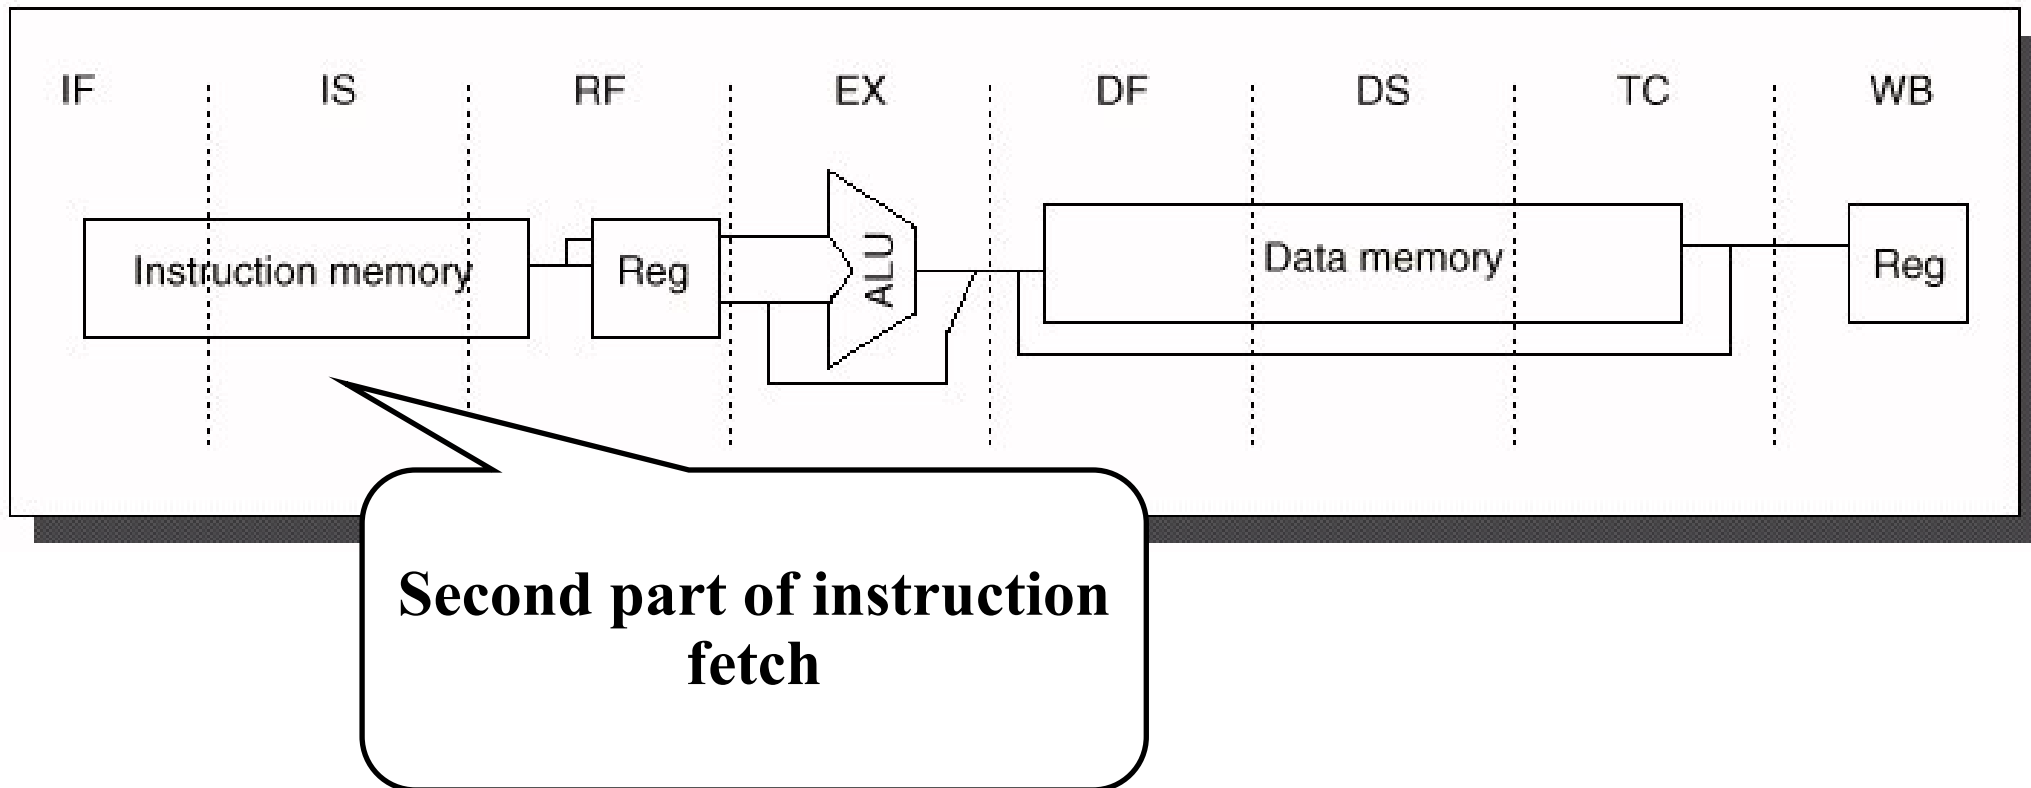 IF IS RF EX DF DS TC WB
Instruction memory Reg ALU Data memory Reg
Second part of instruction
fetch